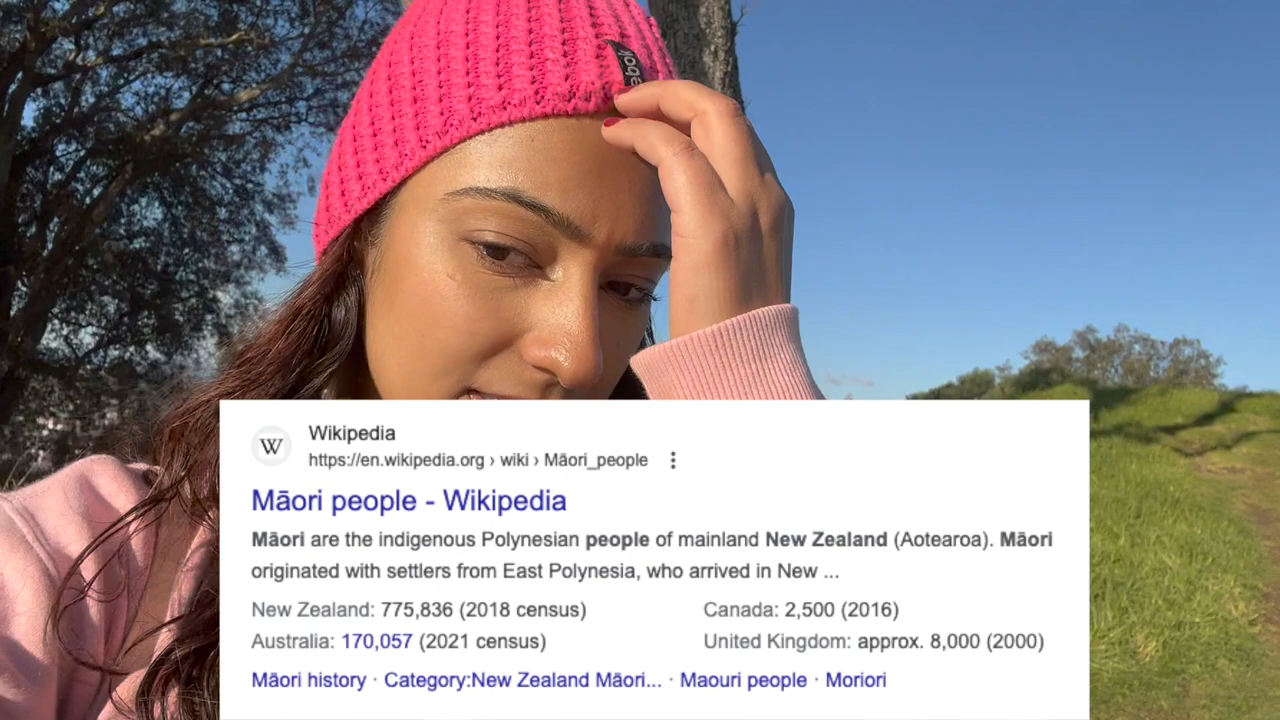 ebok
W
Wikipedia
https://en.wikipedia.org › wiki › Māori_people
Māori people - Wikipedia
Māori are the indigenous Polynesian people of mainland New Zealand (Aotearoa). Māori
originated with settlers from East Polynesia, who arrived in New ...
New Zealand: 775,836 (2018 census) Canada: 2,500 (2016)
Australia: 170,057 (2021 census) United Kingdom: approx. 8,000 (2000)
Māori history · Category:New Zealand Māori... · Maouri people · Moriori